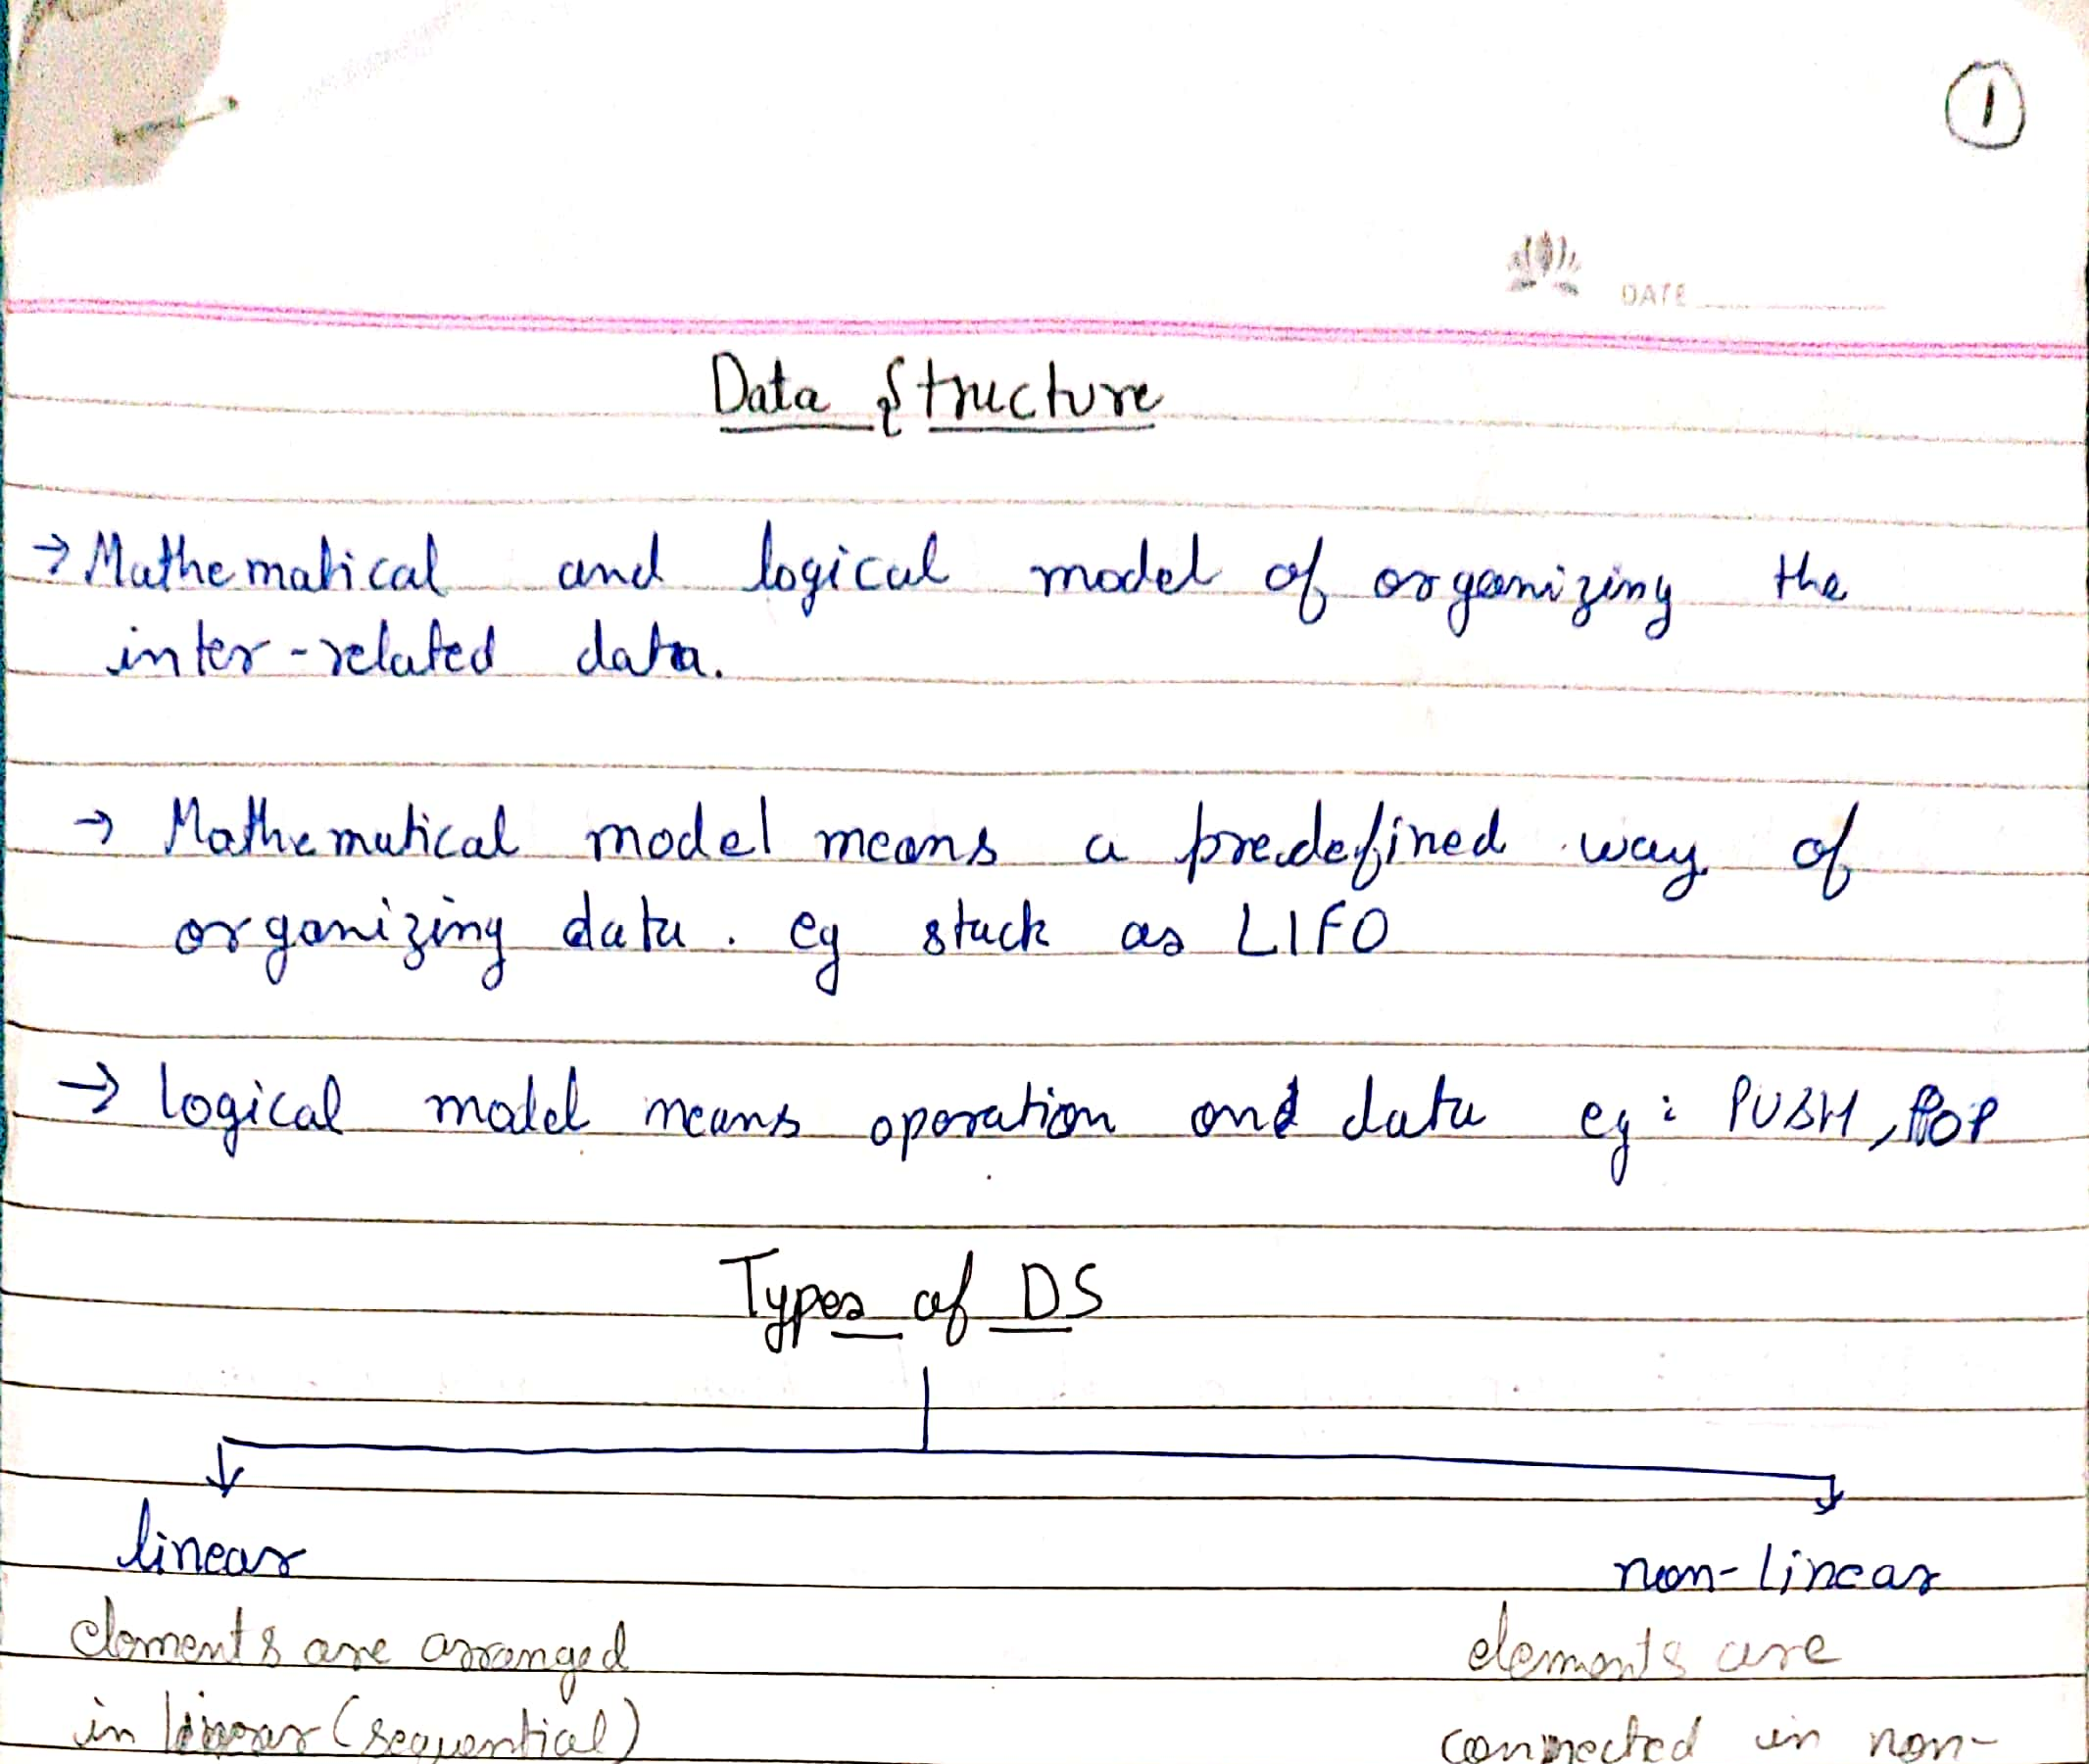 1
DATE
Data Structure
→ Mathematical and logical model of organizing the
inter-related data.
→ Mathematical model means a predefined way of
organizing data. eg stack as LIFO
→ logical model means operation and data eg: PUSH, POP
Types of DS
linear
non-linear
elements are arranged
elements are
in linear (sequential)
connected in non-